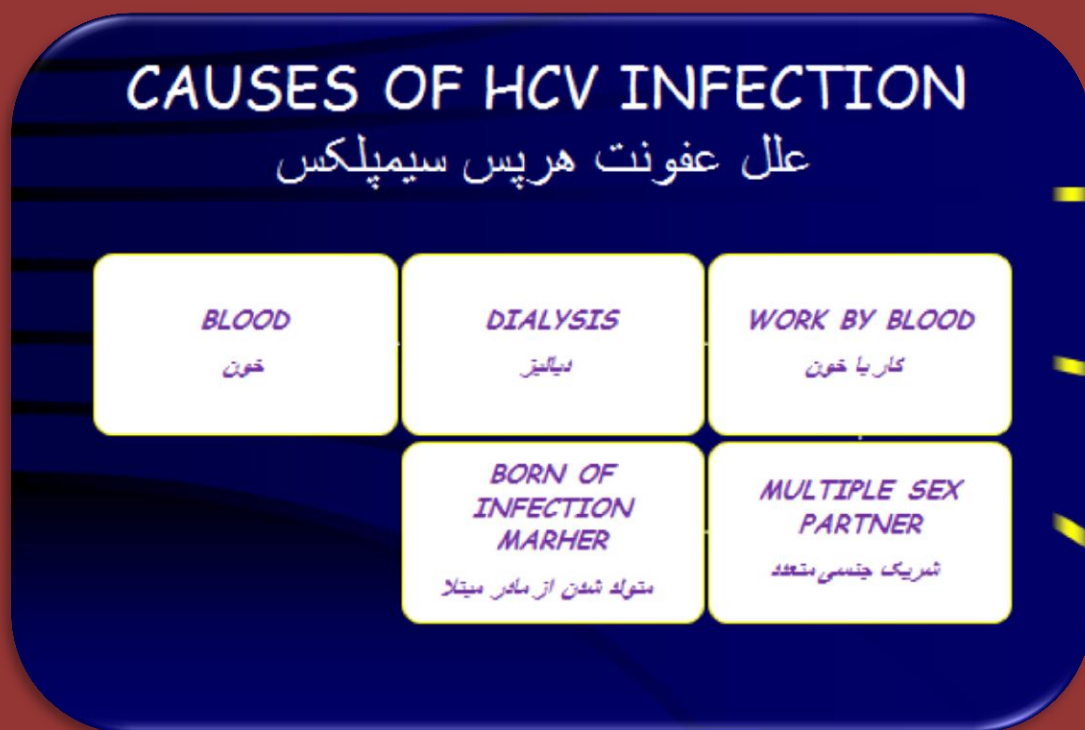 CAUSES OF HCV INFECTION
علل عفونت هرپس سیمپلکس
BLOOD
خون
DIALYSIS
دیالیز
WORK BY BLOOD
کار با خون
BORN OF
INFECTION
MARHER
متولد شدن از مادر مبتلا
MULTIPLE SEX
PARTNER
شریک جنسی متعدد